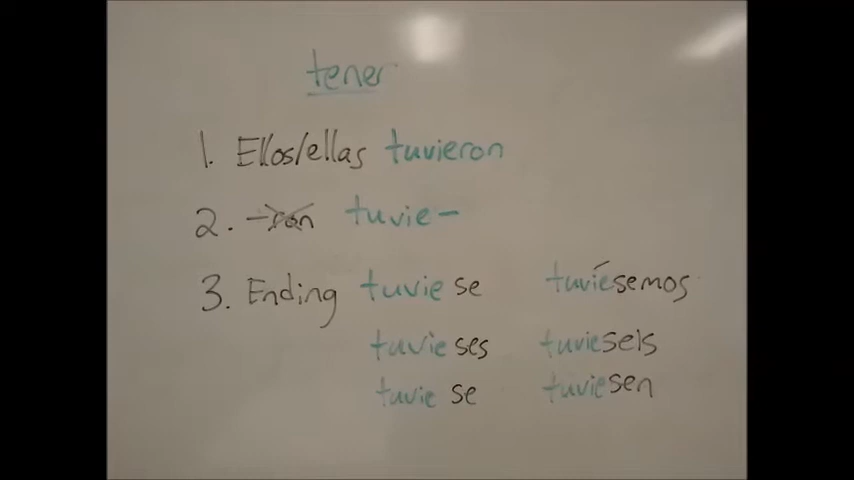 tener
1. Ellos/ellas tuvieron
2. -ron tuvie-
3. Ending tuviese tuviésemos
tuvieses tuvieseis
tuviese tuviesen